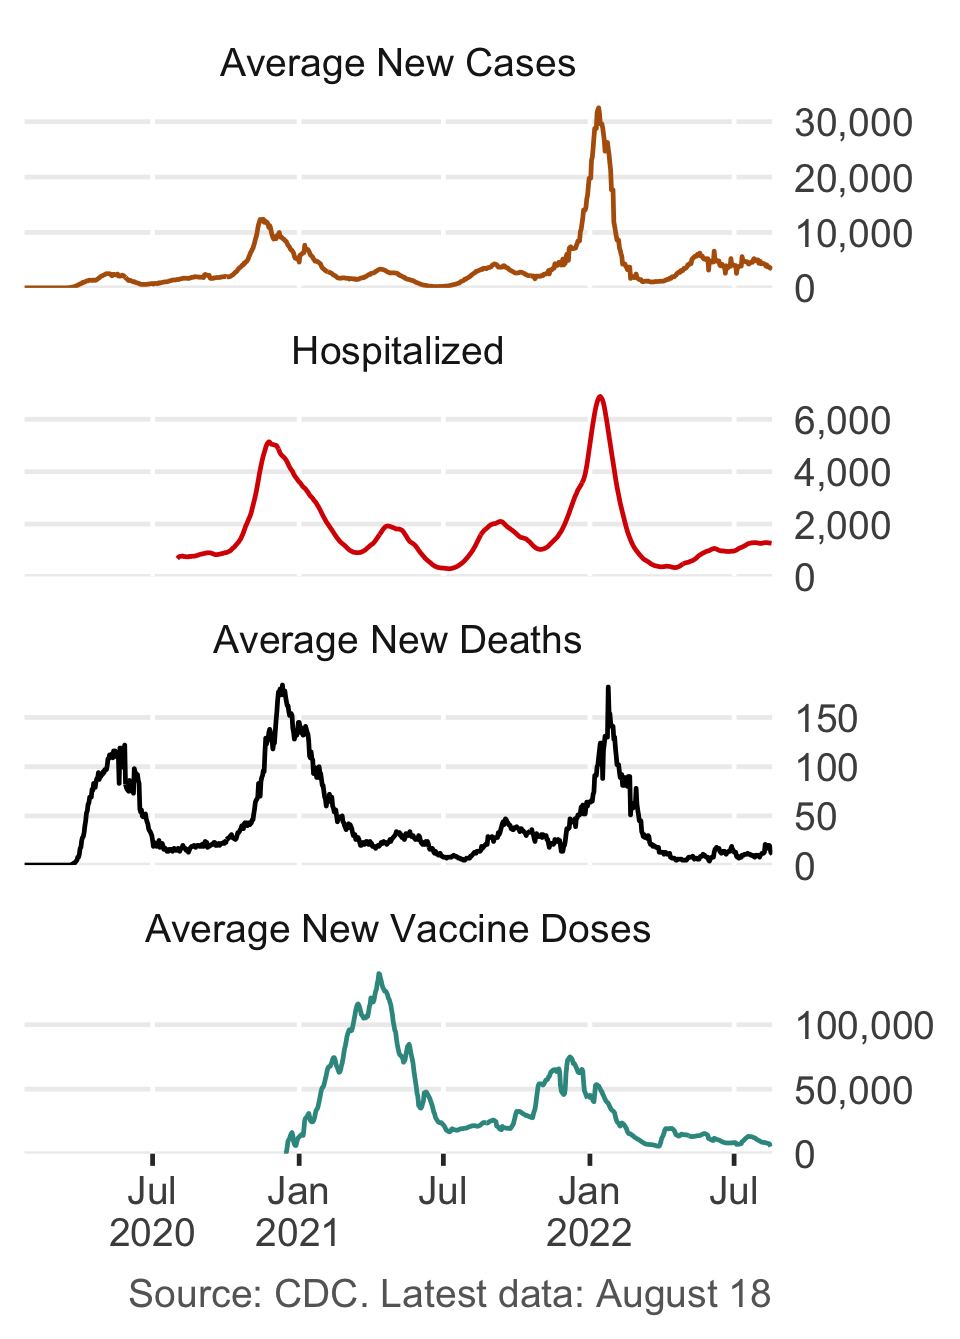 Average New Cases
30,000
20,000
10,000
0
Hospitalized
6,000
4,000
2,000
0
Average New Deaths
150
100
50
0
Average New Vaccine Doses
100,000
50,000
0
Jul Jan Jul Jan Jul
2020 2021 2022
Source: CDC. Latest data: August 18